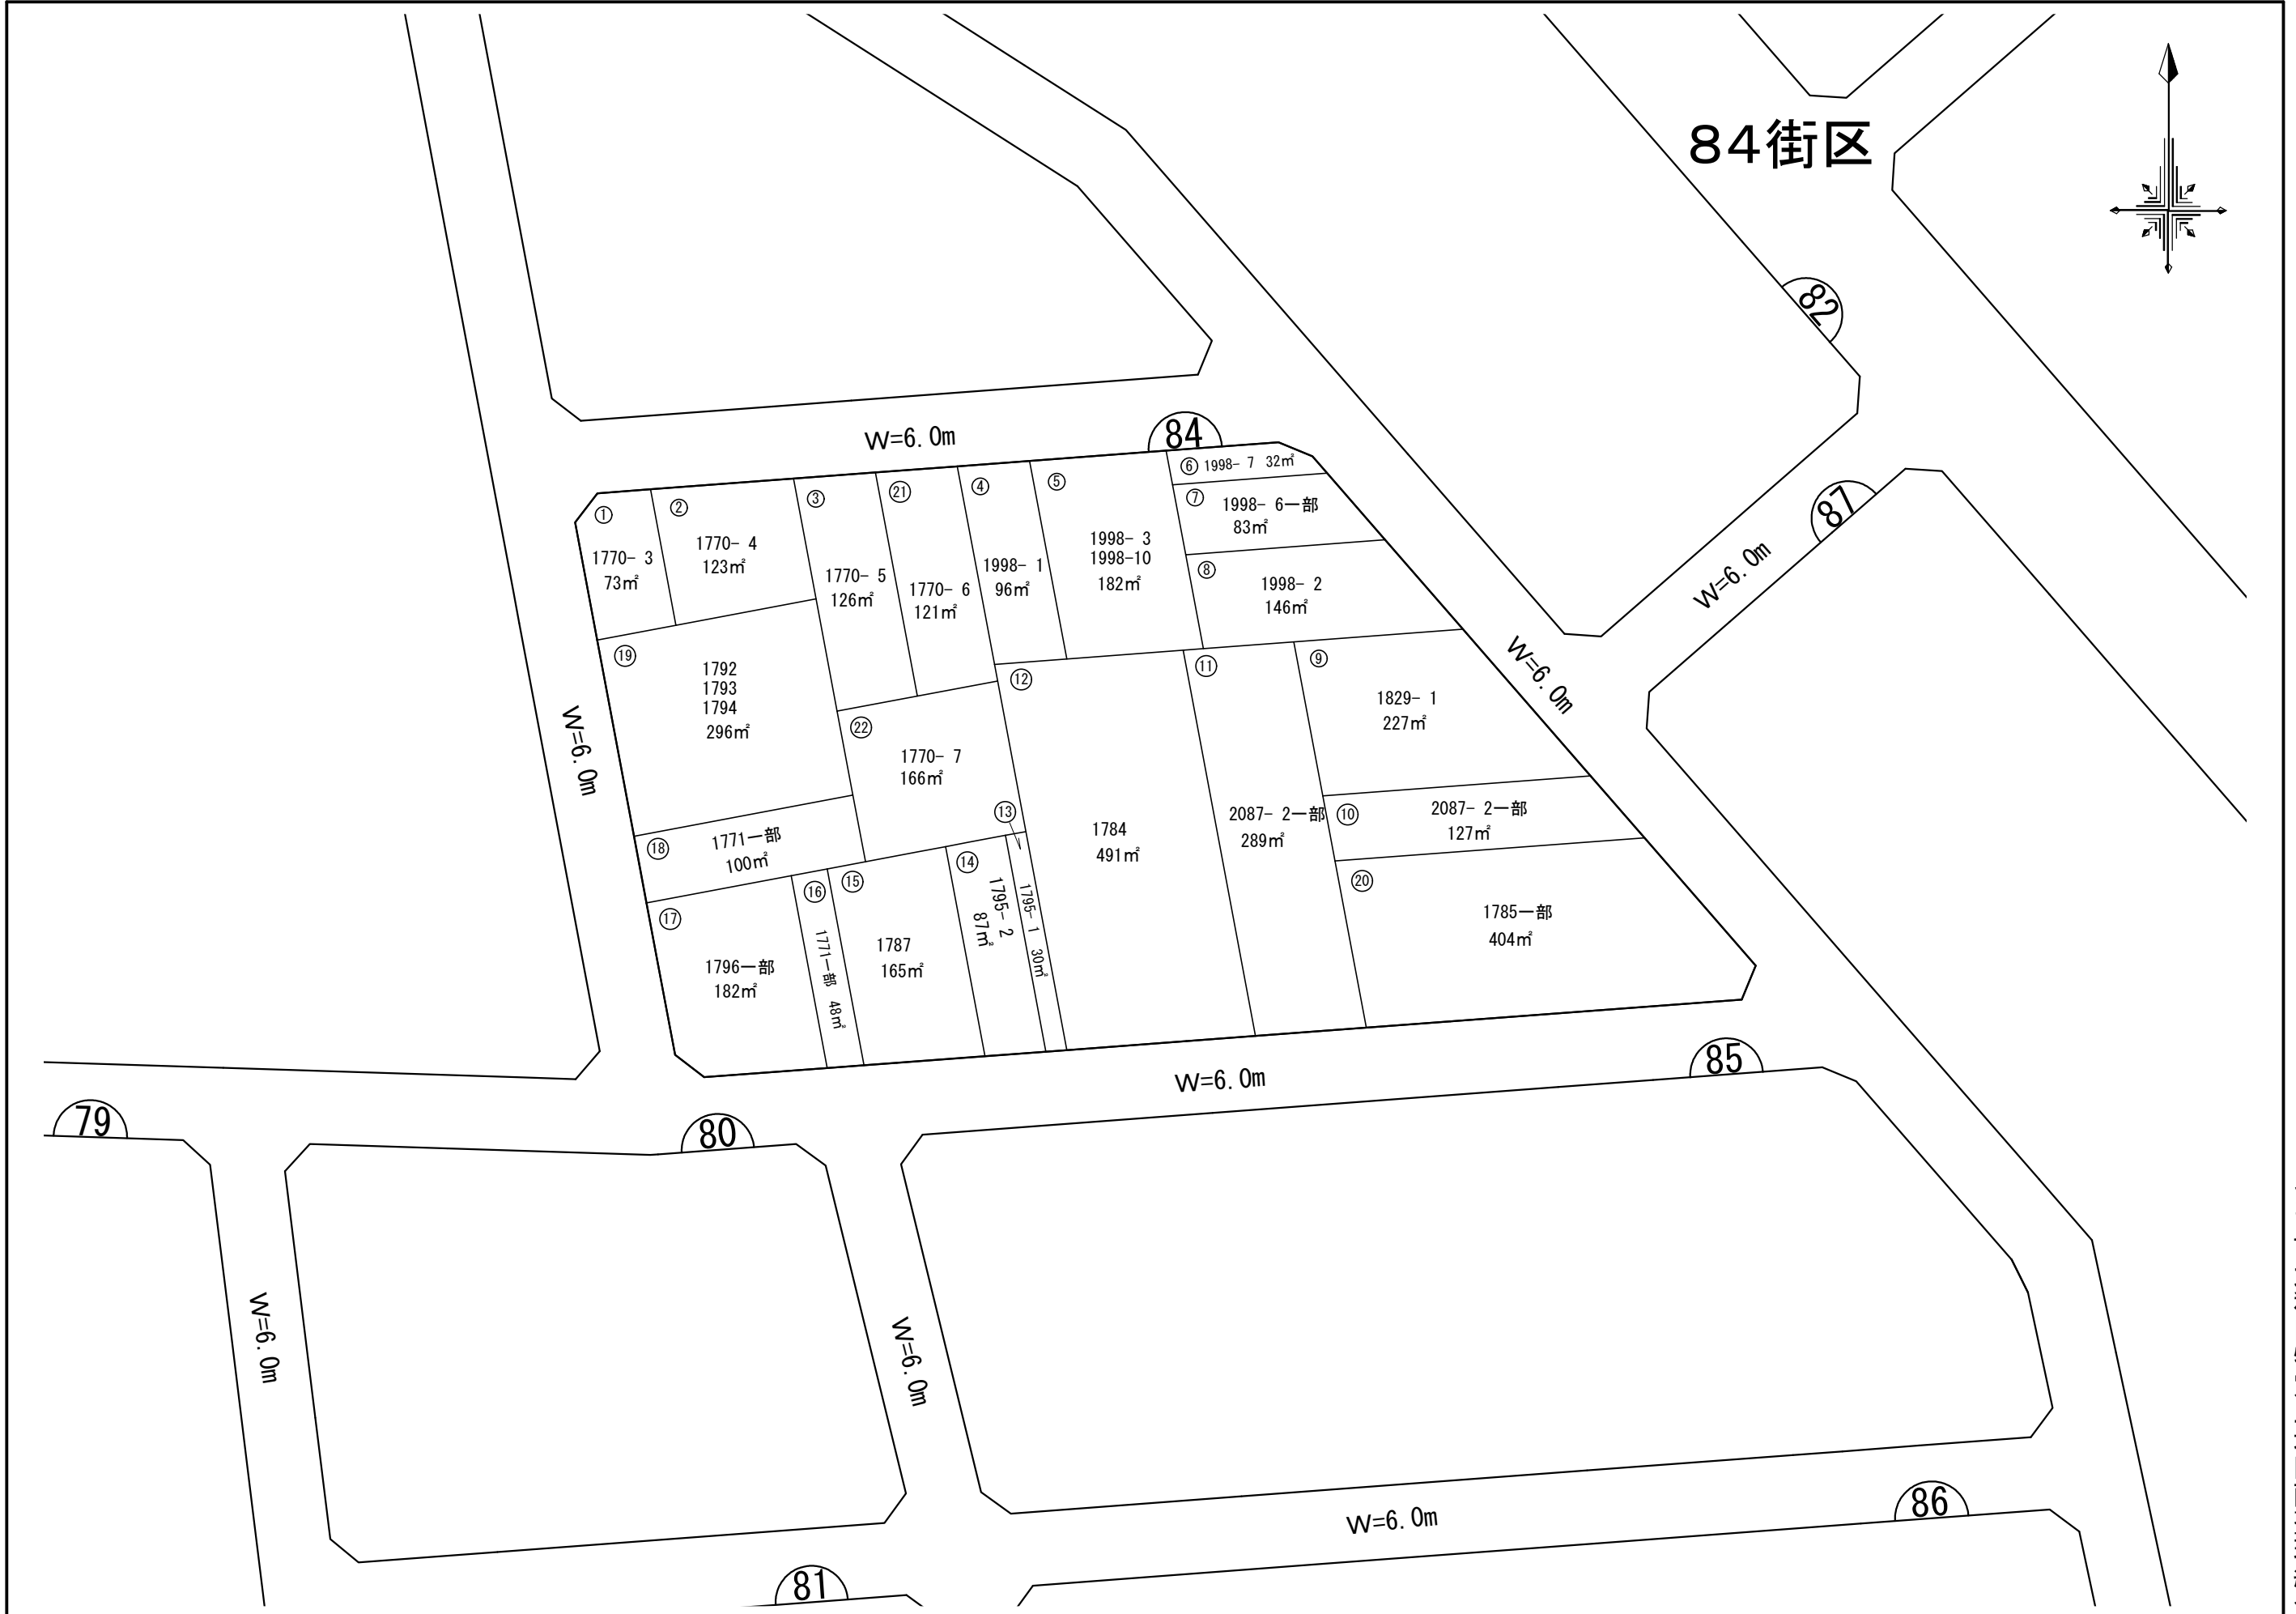 84街区
82
W=6.0m
84
87
W=6.0m
W=6.0m
① 1770- 3
73㎡
② 1770- 4
123㎡
③ 1770- 5
126㎡
㉑ 1770- 6
121㎡
④ 1998- 1
96㎡
⑤ 1998- 3
1998-10
182㎡
⑥ 1998- 7 32㎡
⑦ 1998- 6一部
83㎡
⑧ 1998- 2
146㎡
⑲ 1792
1793
1794
296㎡
㉒ 1770- 7
166㎡
⑫ 1784
491㎡
⑪ 2087- 2一部
289㎡
⑨ 1829- 1
227㎡
⑩ 2087- 2一部
127㎡
⑳ 1785一部
404㎡
W=6.0m
⑱ 1771一部
100㎡
⑰ 1796一部
182㎡
⑯ 1771一部 48㎡
⑮ 1787
165㎡
⑭ 1795- 2
87㎡
⑬ 1795- 1 30㎡
W=6.0m
85
79
80
W=6.0m
W=6.0m
W=6.0m
86
81